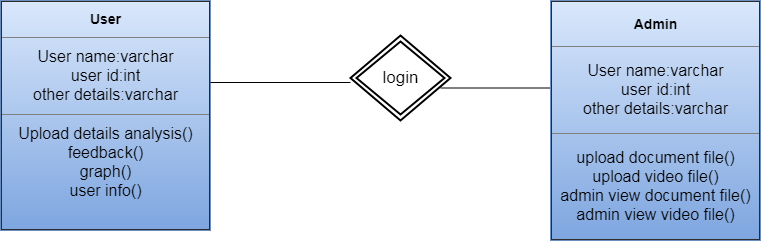 User
User name:varchar
user id:int
other details:varchar
Upload details analysis()
feedback()
graph()
user info()
login
Admin
User name:varchar
user id:int
other details:varchar
upload document file()
upload video file()
admin view document file()
admin view video file()